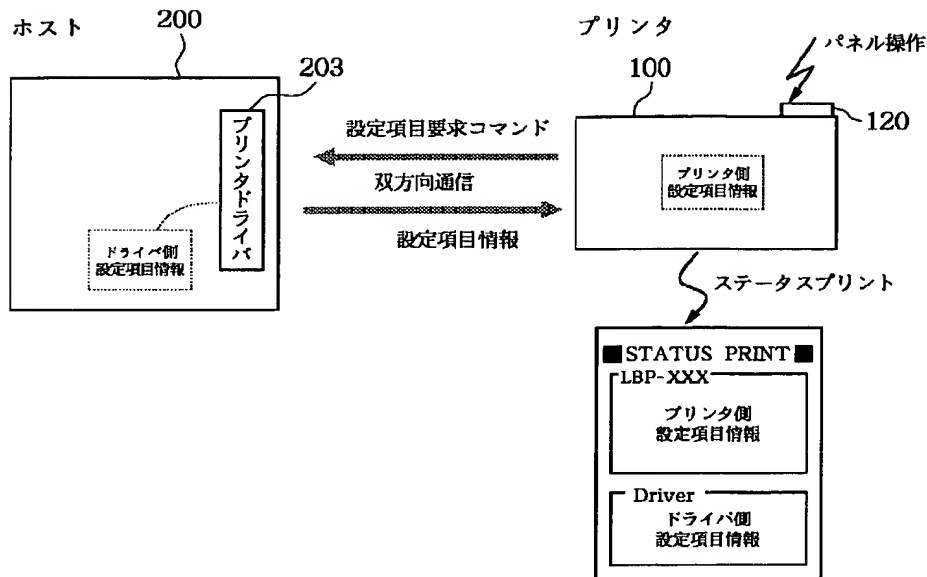 ホスト
200
203
プリンタドライバ
ドライバ側
設定項目情報
設定項目要求コマンド
双方向通信
設定項目情報
プリンタ
100
パネル操作
120
プリンタ側
設定項目情報
ステータスプリント
■STATUS PRINT■
LBP-XXX
プリンタ側
設定項目情報
Driver
ドライバ側
設定項目情報